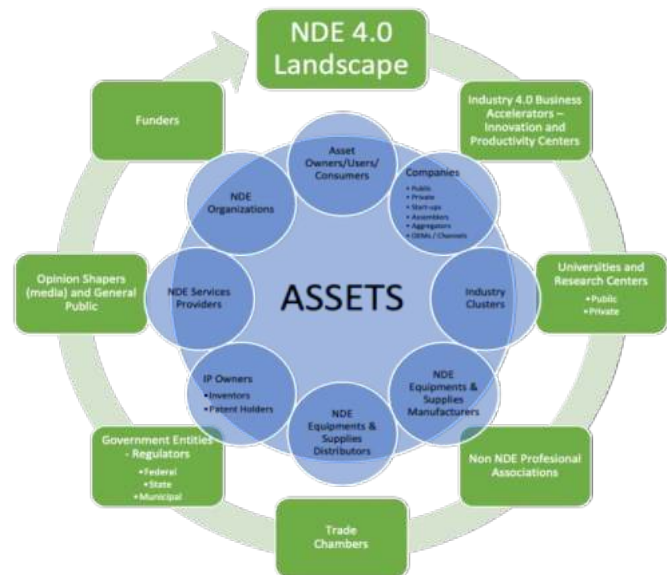 NDE 4.0
Landscape
Industry 4.0 Business
Accelerators –
Innovation and
Productivity Centers
Universities and
Research Centers
• Public
• Private
Non NDE Profesional
Associations
Trade
Chambers
Government Entities
- Regulators
• Federal
• State
• Municipal
Opinion Shapers
(media) and General
Public
Funders
Asset
Owners/Users/
Consumers
Companies
• Public
• Private
• Start-ups
• Assemblers
• Aggregators
• OEMs / Channels
Industry
Clusters
NDE
Equipments &
Supplies
Manufacturers
NDE
Equipments &
Supplies
Distributors
IP Owners
• Inventors
• Patent Holders
NDE Services
Providers
NDE
Organizations
ASSETS